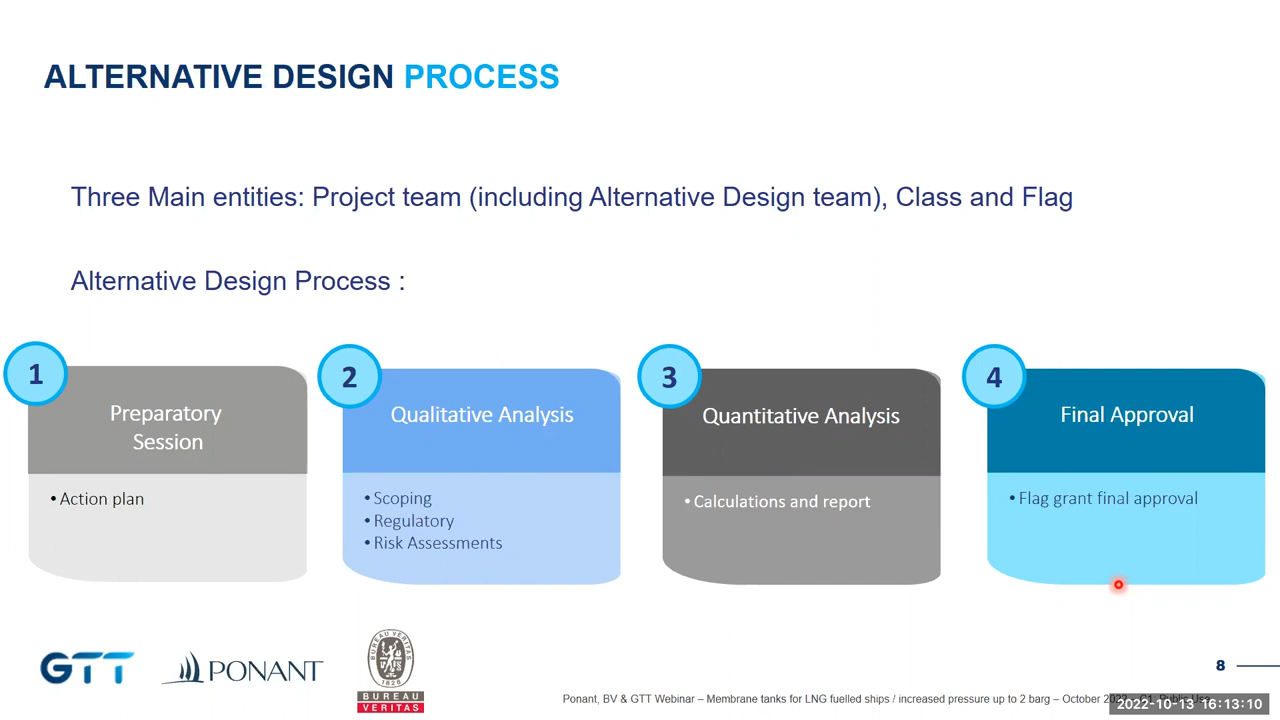 ALTERNATIVE DESIGN PROCESS
Three Main entities: Project team (including Alternative Design team), Class and Flag
Alternative Design Process :
1
Preparatory
Session
• Action plan
2
Qualitative Analysis
• Scoping
• Regulatory
• Risk Assessments
3
Quantitative Analysis
• Calculations and report
4
Final Approval
• Flag grant final approval
GTT
PONANT
BUREAU VERITAS
1828
BUREAU
VERITAS
8
Ponant, BV & GTT Webinar – Membrane tanks for LNG fuelled ships / increased pressure up to 2 barg – October
2022-10-13 16:13:10